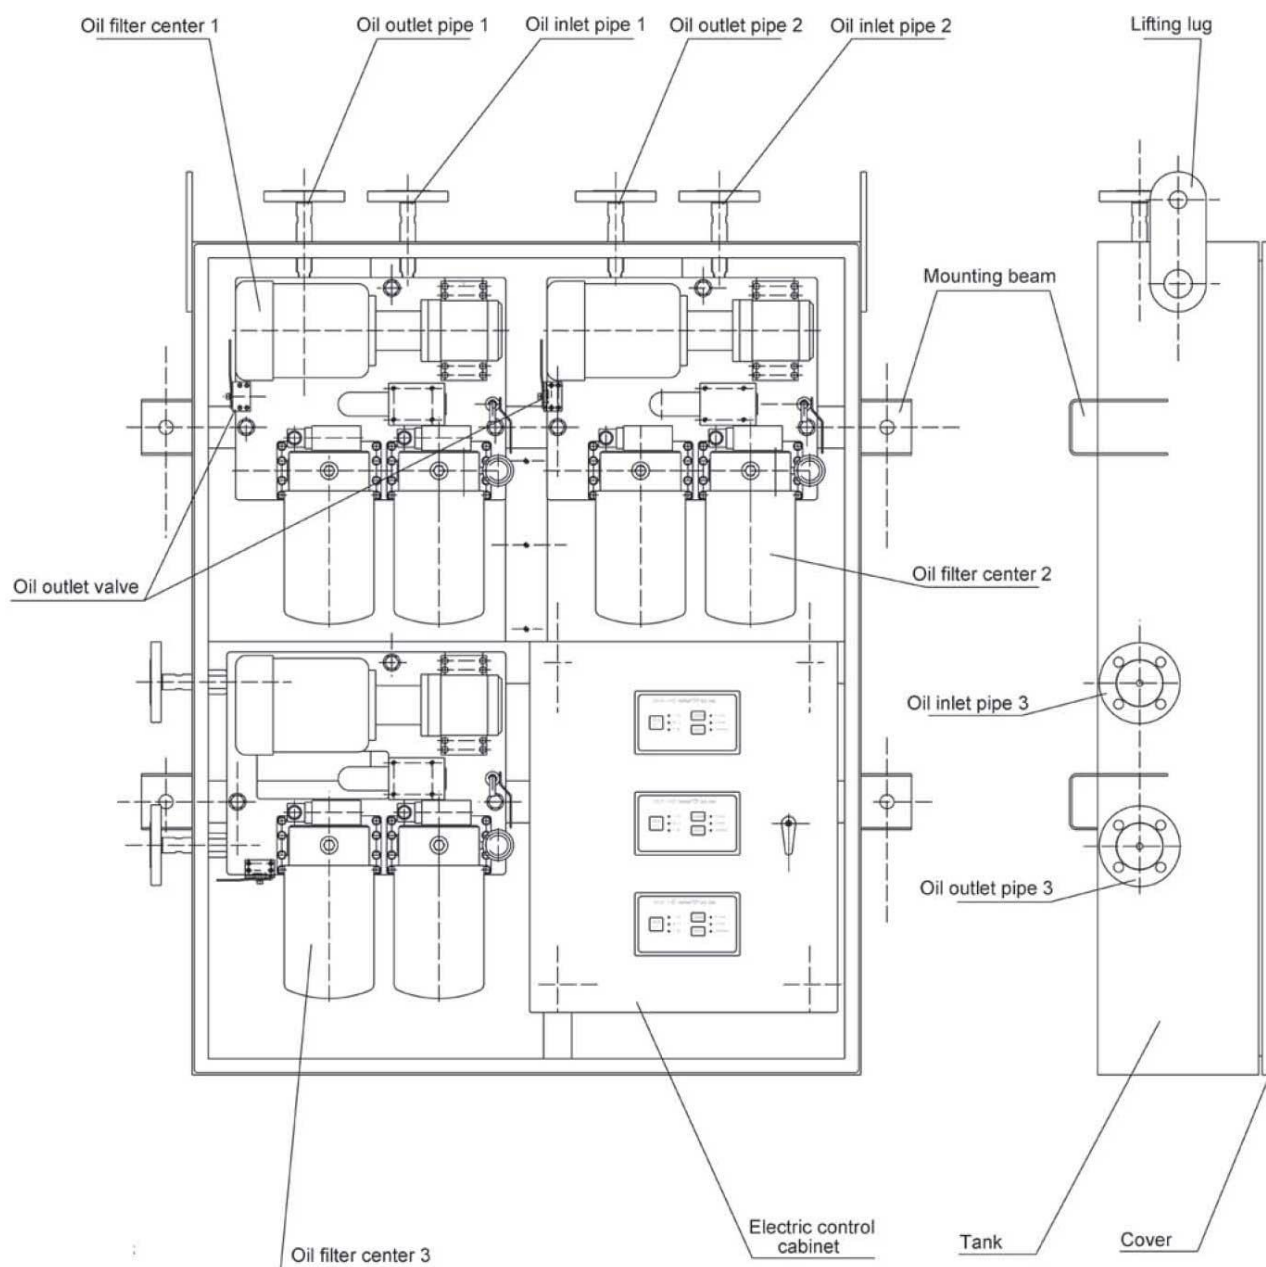 Oil filter center 1
Oil outlet pipe 1
Oil inlet pipe 1
Oil outlet pipe 2
Oil inlet pipe 2
Lifting lug
Mounting beam
Oil outlet valve
Oil filter center 2
Oil inlet pipe 3
Oil outlet pipe 3
Electric control
cabinet
Tank
Cover
Oil filter center 3